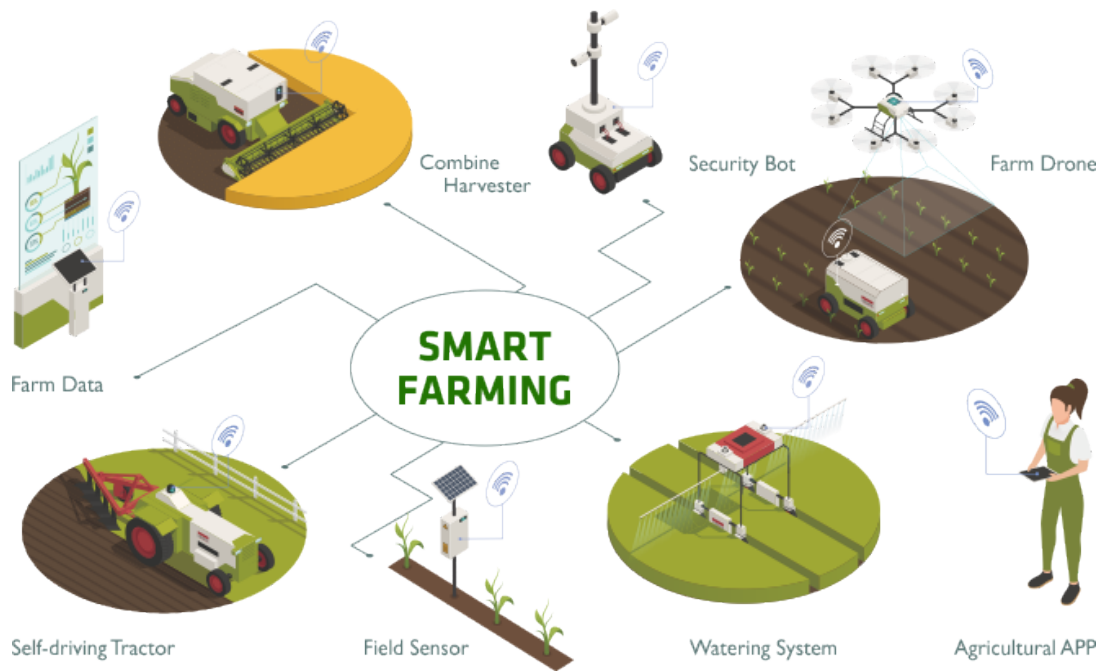 Combine
Harvester
Security Bot
Farm Drone
SMART
FARMING
Farm Data
Self-driving Tractor
Field Sensor
Watering System
Agricultural APP